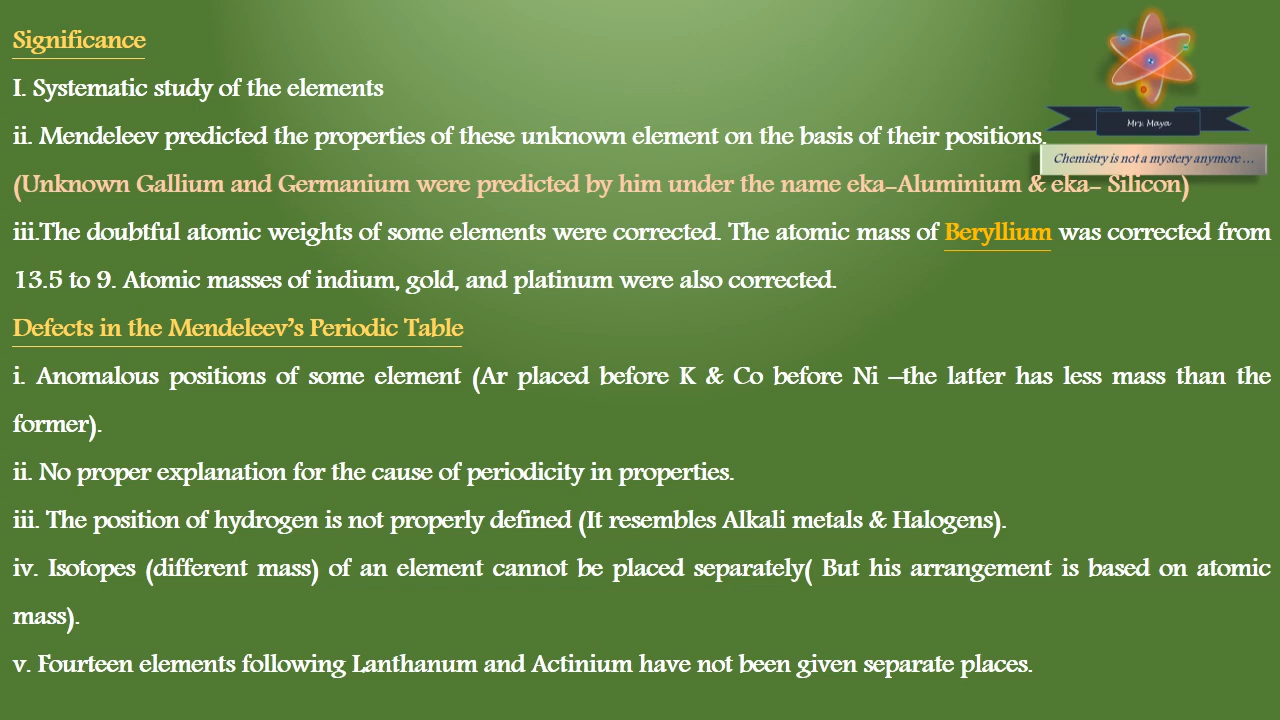 Significance
I. Systematic study of the elements
ii. Mendeleev predicted the properties of these unknown element on the basis of their positions.
(Unknown Gallium and Germanium were predicted by him under the name eka-Aluminium & eka- Silicon)
iii.The doubtful atomic weights of some elements were corrected. The atomic mass of Beryllium was corrected from
13.5 to 9. Atomic masses of indium, gold, and platinum were also corrected.
Defects in the Mendeleev’s Periodic Table
i. Anomalous positions of some element (Ar placed before K & Co before Ni –the latter has less mass than the
former).
ii. No proper explanation for the cause of periodicity in properties.
iii. The position of hydrogen is not properly defined (It resembles Alkali metals & Halogens).
iv. Isotopes (different mass) of an element cannot be placed separately( But his arrangement is based on atomic
mass).
v. Fourteen elements following Lanthanum and Actinium have not been given separate places.
Mrs. Maya
Chemistry is not a mystery anymore ...